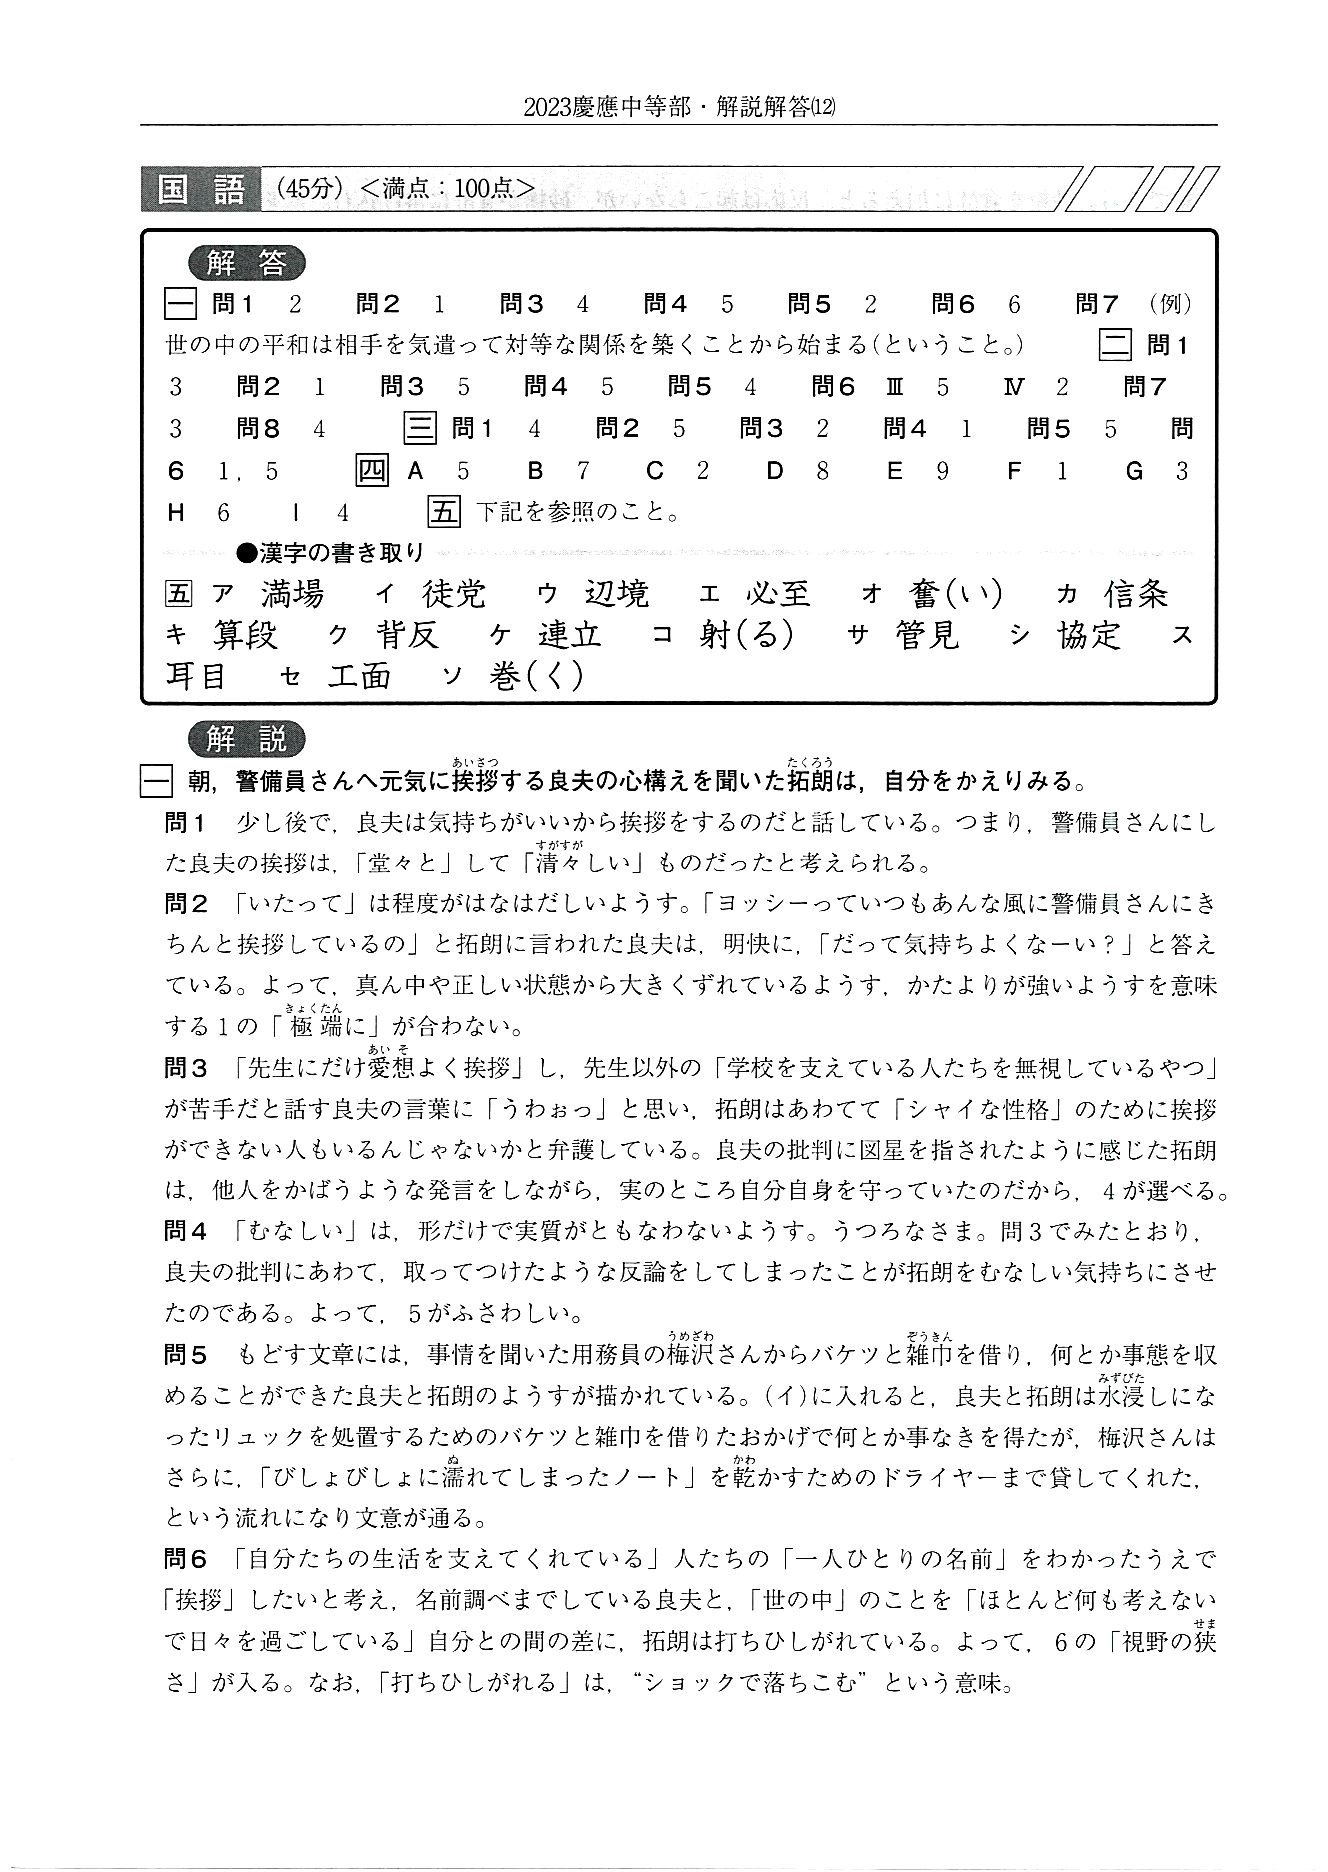 2023慶應中等部・解説解答⑿
国語 (45分) <満点：100点>
解答
一 問1 2 問2 1 問3 4 問4 5 問5 2 問6 6 問7 (例)
世の中の平和は相手を気遣って対等な関係を築くことから始まる(ということ。) 二 問1
3 問2 1 問3 5 問4 5 問5 4 問6 Ⅲ 5 Ⅳ 2 問7
3 問8 4 三 問1 4 問2 5 問3 2 問4 1 問5 5 問
6 1, 5 四 A 5 B 7 C 2 D 8 E 9 F 1 G 3
H 6 I 4 五 下記を参照のこと。
●漢字の書き取り
五 ア 満場 イ 徒党 ウ 辺境 エ 必至 オ 奮(い) カ 信条
キ 算段 ク 背反 ケ 連立 コ 射(る) サ 管見 シ 協定 ス
耳目 セ 工面 ソ 巻(く)
解説
一 朝，警備員さんへ元気に挨拶(あいさつ)する良夫の心構えを聞いた拓朗(たくろう)は，自分をかえりみる。
問1 少し後で，良夫は気持ちがいいから挨拶をするのだと話している。つまり，警備員さんにし
た良夫の挨拶は，「堂々と」して「清々(すがすが)しい」ものだったと考えられる。
問2 「いたって」は程度がはなはだしいようす。「ヨッシーっていつもあんな風に警備員さんにき
ちんと挨拶しているの」と拓朗に言われた良夫は，明快に，「だって気持ちよくなーい？」と答え
ている。よって，真ん中や正しい状態から大きくずれているようす，かたよりが強いようすを意味
する1の「極端(きょくたん)に」が合わない。
問3 「先生にだけ愛想(あいそ)よく挨拶」し，先生以外の「学校を支えている人たちを無視しているやつ」
が苦手だと話す良夫の言葉に「うわぉっ」と思い，拓朗はあわてて「シャイな性格」のために挨拶
ができない人もいるんじゃないかと弁護している。良夫の批判に図星を指されたように感じた拓朗
は，他人をかばうような発言をしながら，実のところ自分自身を守っていたのだから，4が選べる。
問4 「むなしい」は，形だけで実質がともなわないようす。うつろなさま。問3でみたとおり，
良夫の批判にあわて，取ってつけたような反論をしてしまったことが拓朗をむなしい気持ちにさせ
たのである。よって，5がふさわしい。
問5 もどす文章には，事情を聞いた用務員の梅沢(うめざわ)さんからバケツと雑巾(ぞうきん)を借り，何とか事態を収
めることができた良夫と拓朗のようすが描かれている。(イ)に入れると，良夫と拓朗は水浸(みずびた)しにな
ったリュックを処置するためのバケツと雑巾を借りたおかげで何とか事なきを得たが，梅沢さんは
さらに，「びしょびしょに濡(ぬ)れてしまったノート」を乾(かわ)かすためのドライヤーまで貸してくれた，
という流れになり文意が通る。
問6 「自分たちの生活を支えてくれている」人たちの「一人ひとりの名前」をわかったうえで
「挨拶」したいと考え，名前調べまでしている良夫と，「世の中」のことを「ほとんど何も考えない
で日々を過ごしている」自分との間の差に，拓朗は打ちひしがれている。よって，6の「視野の狭(せま)
さ」が入る。なお，「打ちひしがれる」は，“ショックで落ちこむ”という意味。